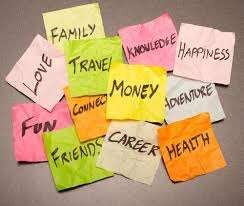 FAMILY
LOVE
TRAVEL
KNOWLEDGE
HAPPINESS
MONEY
CONNEC
ADVENTURE
FUN
FRIENDS
CAREER
HEALTH